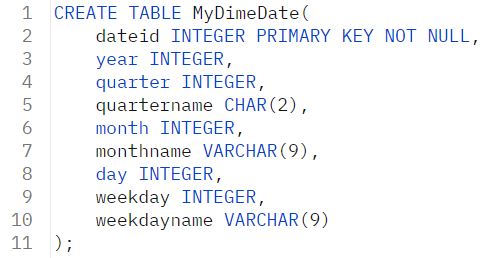 1 CREATE TABLE MyDimeDate(
2 dateid INTEGER PRIMARY KEY NOT NULL,
3 year INTEGER,
4 quarter INTEGER,
5 quartername CHAR(2),
6 month INTEGER,
7 monthname VARCHAR(9),
8 day INTEGER,
9 weekday INTEGER,
10 weekdayname VARCHAR(9)
11 );